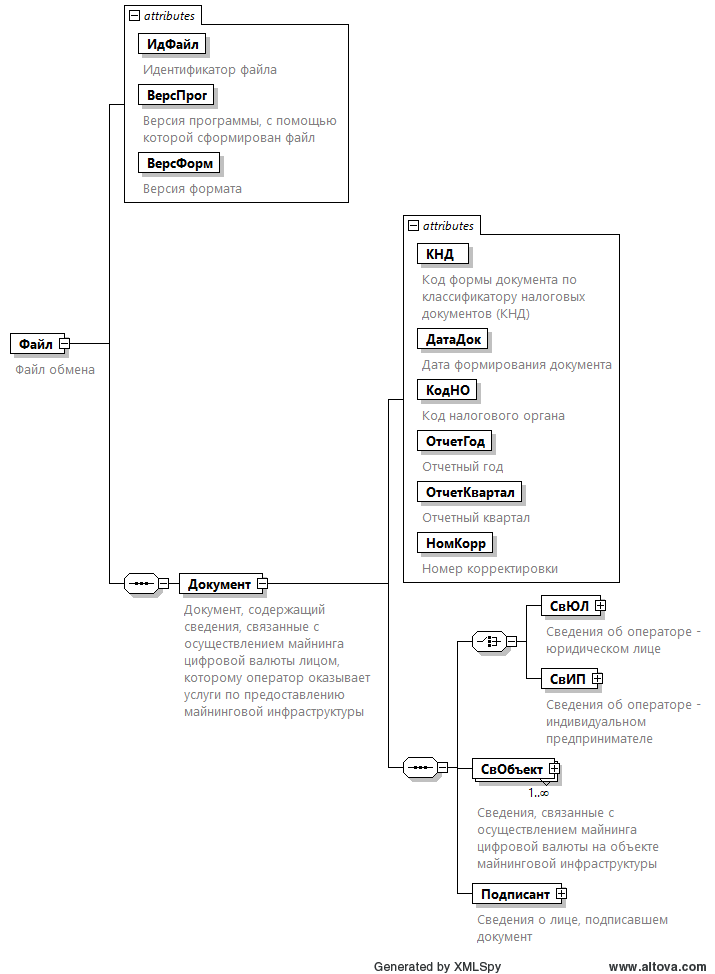 attributes
ИдФайл
Идентификатор файла
ВерсПрог
Версия программы, с помощью
которой сформирован файл
ВерсФорм
Версия формата
Файл
Файл обмена
attributes
КНД
Код формы документа по
классификатору налоговых
документов (КНД)
ДатаДок
Дата формирования документа
КодНО
Код налогового органа
ОтчетГод
Отчетный год
ОтчетКвартал
Отчетный квартал
НомКорр
Номер корректировки
Документ
Документ, содержащий
сведения, связанные с
осуществлением майнинга
цифровой валюты лицом,
которому оператор оказывает
услуги по предоставлению
майнинговой инфраструктуры
СвЮЛ
Сведения об операторе -
юридическом лице
СвИП
Сведения об операторе -
индивидуальном
предпринимателе
СвОбъект
1..∞
Сведения, связанные с
осуществлением майнинга
цифровой валюты на объекте
майнинговой инфраструктуры
Подписант
Сведения о лице, подписавшем
документ
Generated by XMLSpy
www.altova.com